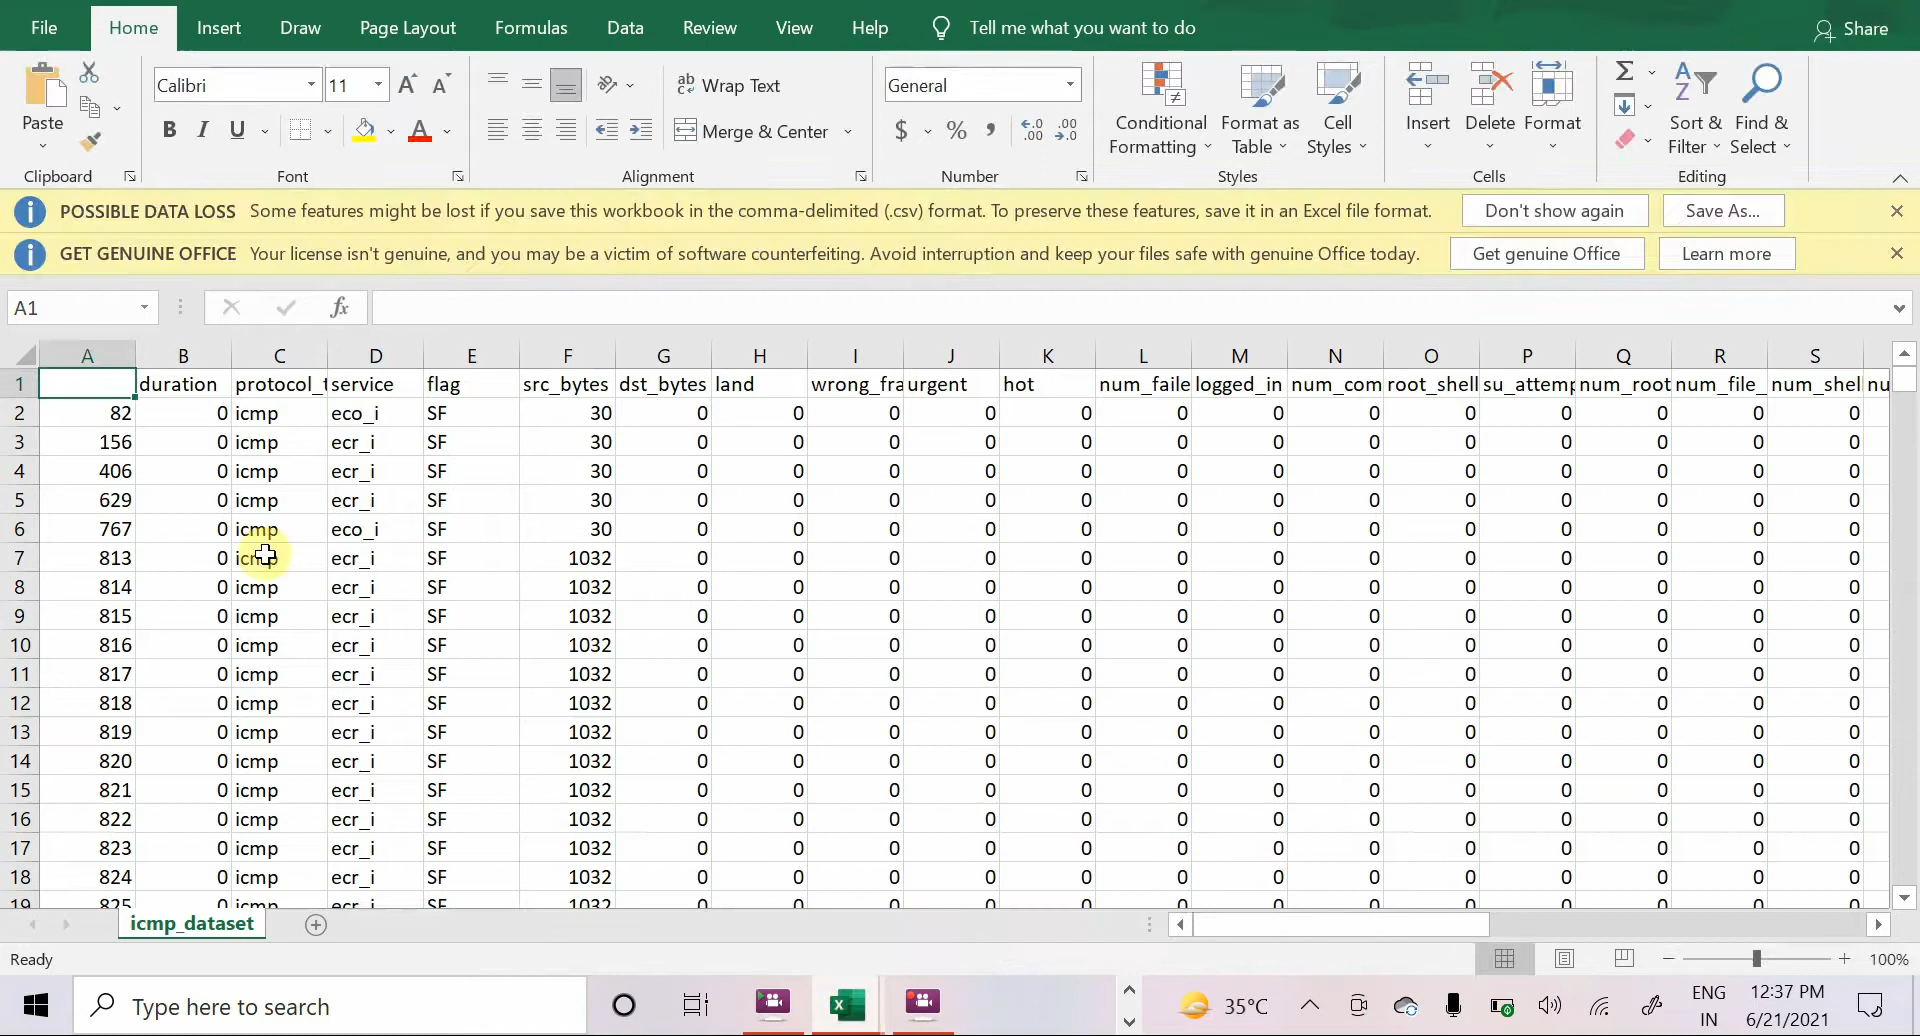 File Home Insert Draw Page Layout Formulas Data Review View Help Tell me what you want to do Share
Paste Calibri 11 Wrap Text General Conditional Formatting Format as Table Cell Styles Insert Delete Format Sort & Filter Find & Select
B I U A Merge & Center $ % ,
Clipboard Font Alignment Number Styles Cells Editing
POSSIBLE DATA LOSS Some features might be lost if you save this workbook in the comma-delimited (.csv) format. To preserve these features, save it in an Excel file format. Don't show again Save As...
GET GENUINE OFFICE Your license isn't genuine, and you may be a victim of software counterfeiting. Avoid interruption and keep your files safe with genuine Office today. Get genuine Office Learn more
A1 fx
A B C D E F G H I J K L M N O P Q R S
1 duration protocol_t service flag src_bytes dst_bytes land wrong_fra urgent hot num_faile logged_in num_com root_shell su_attemp num_root num_file_ num_shell nu
2 82 0 icmp eco_i SF 30 0 0 0 0 0 0 0 0 0 0 0 0 0
3 156 0 icmp ecr_i SF 30 0 0 0 0 0 0 0 0 0 0 0 0 0
4 406 0 icmp ecr_i SF 30 0 0 0 0 0 0 0 0 0 0 0 0 0
5 629 0 icmp ecr_i SF 30 0 0 0 0 0 0 0 0 0 0 0 0 0
6 767 0 icmp eco_i SF 30 0 0 0 0 0 0 0 0 0 0 0 0 0
7 813 0 icmp ecr_i SF 1032 0 0 0 0 0 0 0 0 0 0 0 0 0
8 814 0 icmp ecr_i SF 1032 0 0 0 0 0 0 0 0 0 0 0 0 0
9 815 0 icmp ecr_i SF 1032 0 0 0 0 0 0 0 0 0 0 0 0 0
10 816 0 icmp ecr_i SF 1032 0 0 0 0 0 0 0 0 0 0 0 0 0
11 817 0 icmp ecr_i SF 1032 0 0 0 0 0 0 0 0 0 0 0 0 0
12 818 0 icmp ecr_i SF 1032 0 0 0 0 0 0 0 0 0 0 0 0 0
13 819 0 icmp ecr_i SF 1032 0 0 0 0 0 0 0 0 0 0 0 0 0
14 820 0 icmp ecr_i SF 1032 0 0 0 0 0 0 0 0 0 0 0 0 0
15 821 0 icmp ecr_i SF 1032 0 0 0 0 0 0 0 0 0 0 0 0 0
16 822 0 icmp ecr_i SF 1032 0 0 0 0 0 0 0 0 0 0 0 0 0
17 823 0 icmp ecr_i SF 1032 0 0 0 0 0 0 0 0 0 0 0 0 0
18 824 0 icmp ecr_i SF 1032 0 0 0 0 0 0 0 0 0 0 0 0 0
19 825 0 icmp ecr_i SF 1032 0 0 0 0 0 0 0 0 0 0 0 0 0
icmp_dataset
Ready 100%
Type here to search 35°C ENG IN 12:37 PM 6/21/2021